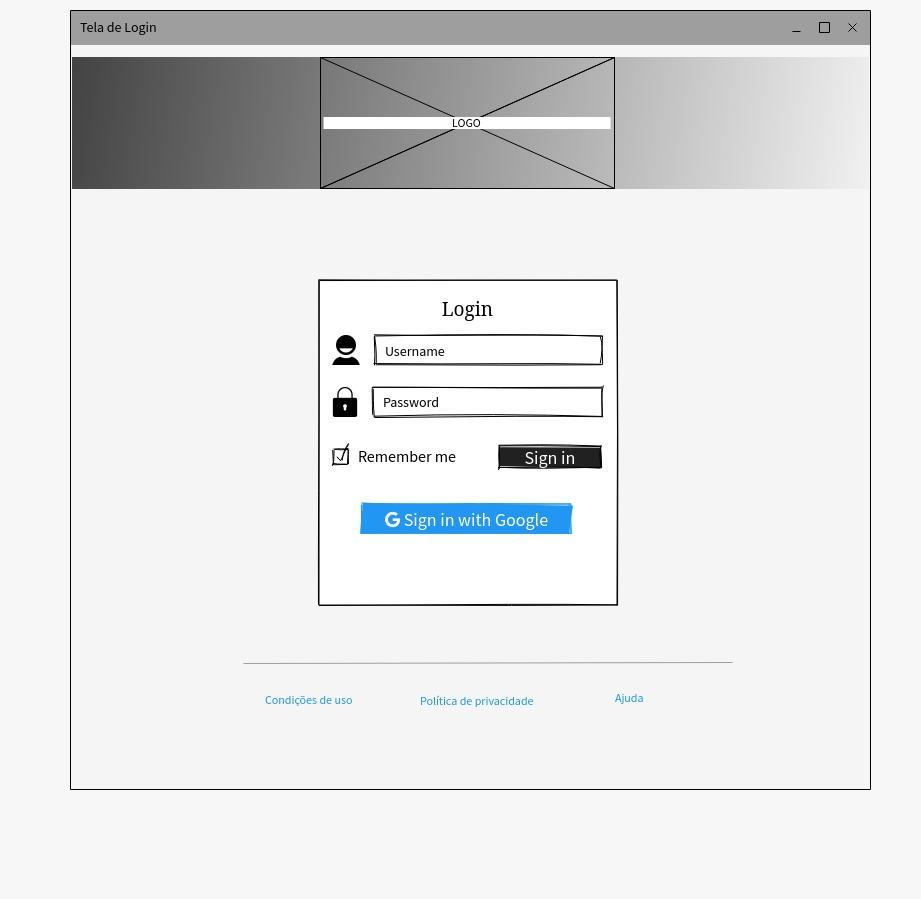 Tela de Login
LOGO
Login
Username
Password
Remember me
Sign in
Sign in with Google
Condições de uso
Política de privacidade
Ajuda